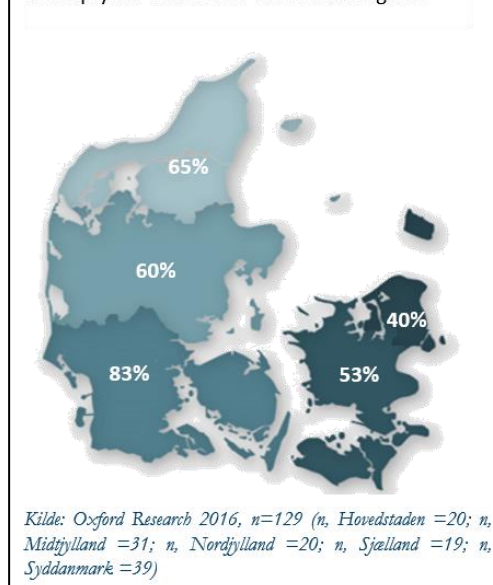 65%
60%
40%
83%
53%
Kilde: Oxford Research 2016, n=129 (n, Hovedstaden =20; n,
Midtjylland =31; n, Nordjylland =20; n, Sjælland =19; n,
Syddanmark =39)